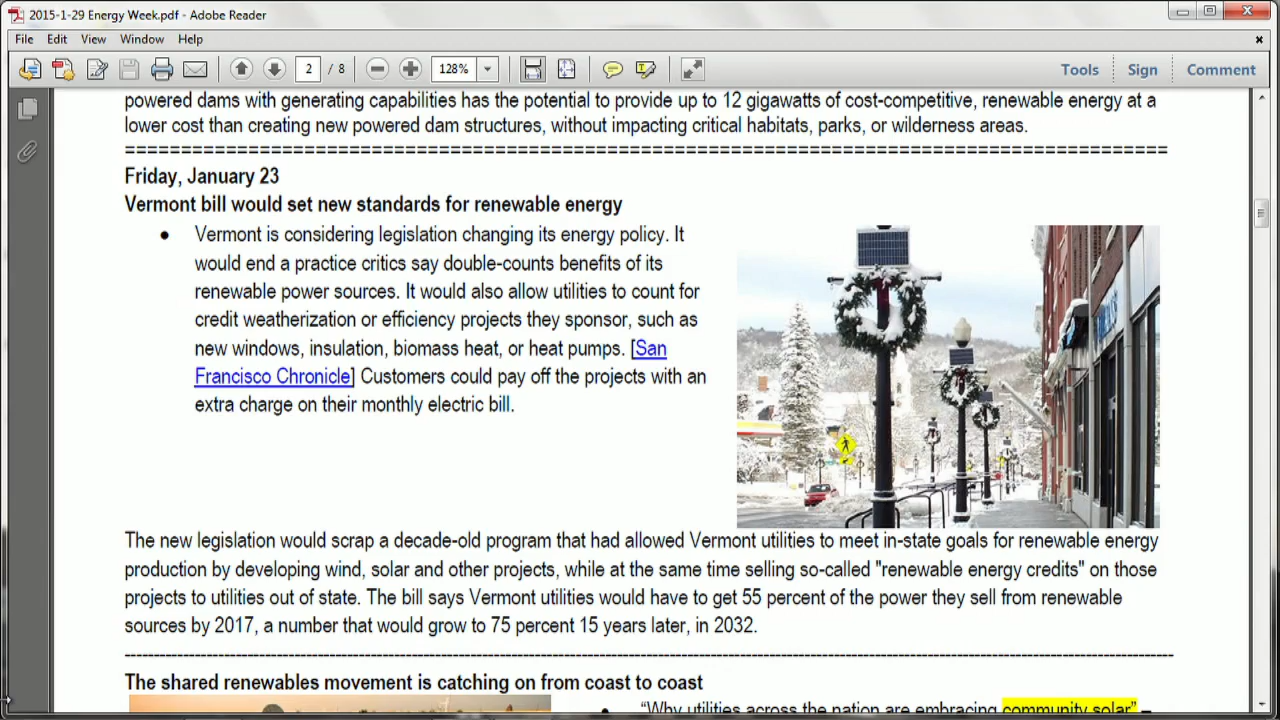 2015-1-29 Energy Week.pdf - Adobe Reader
File Edit View Window Help
2 / 8 128% Tools Sign Comment
powered dams with generating capabilities has the potential to provide up to 12 gigawatts of cost-competitive, renewable energy at a
lower cost than creating new powered dam structures, without impacting critical habitats, parks, or wilderness areas.
=============================================================================================
Friday, January 23
Vermont bill would set new standards for renewable energy
● Vermont is considering legislation changing its energy policy. It
would end a practice critics say double-counts benefits of its
renewable power sources. It would also allow utilities to count for
credit weatherization or efficiency projects they sponsor, such as
new windows, insulation, biomass heat, or heat pumps. [San
Francisco Chronicle] Customers could pay off the projects with an
extra charge on their monthly electric bill.
The new legislation would scrap a decade-old program that had allowed Vermont utilities to meet in-state goals for renewable energy
production by developing wind, solar and other projects, while at the same time selling so-called "renewable energy credits" on those
projects to utilities out of state. The bill says Vermont utilities would have to get 55 percent of the power they sell from renewable
sources by 2017, a number that would grow to 75 percent 15 years later, in 2032.
--------------------------------------------------------------------------------------------------------------------------------------------------------
The shared renewables movement is catching on from coast to coast
● “Why utilities across the nation are embracing community solar” –